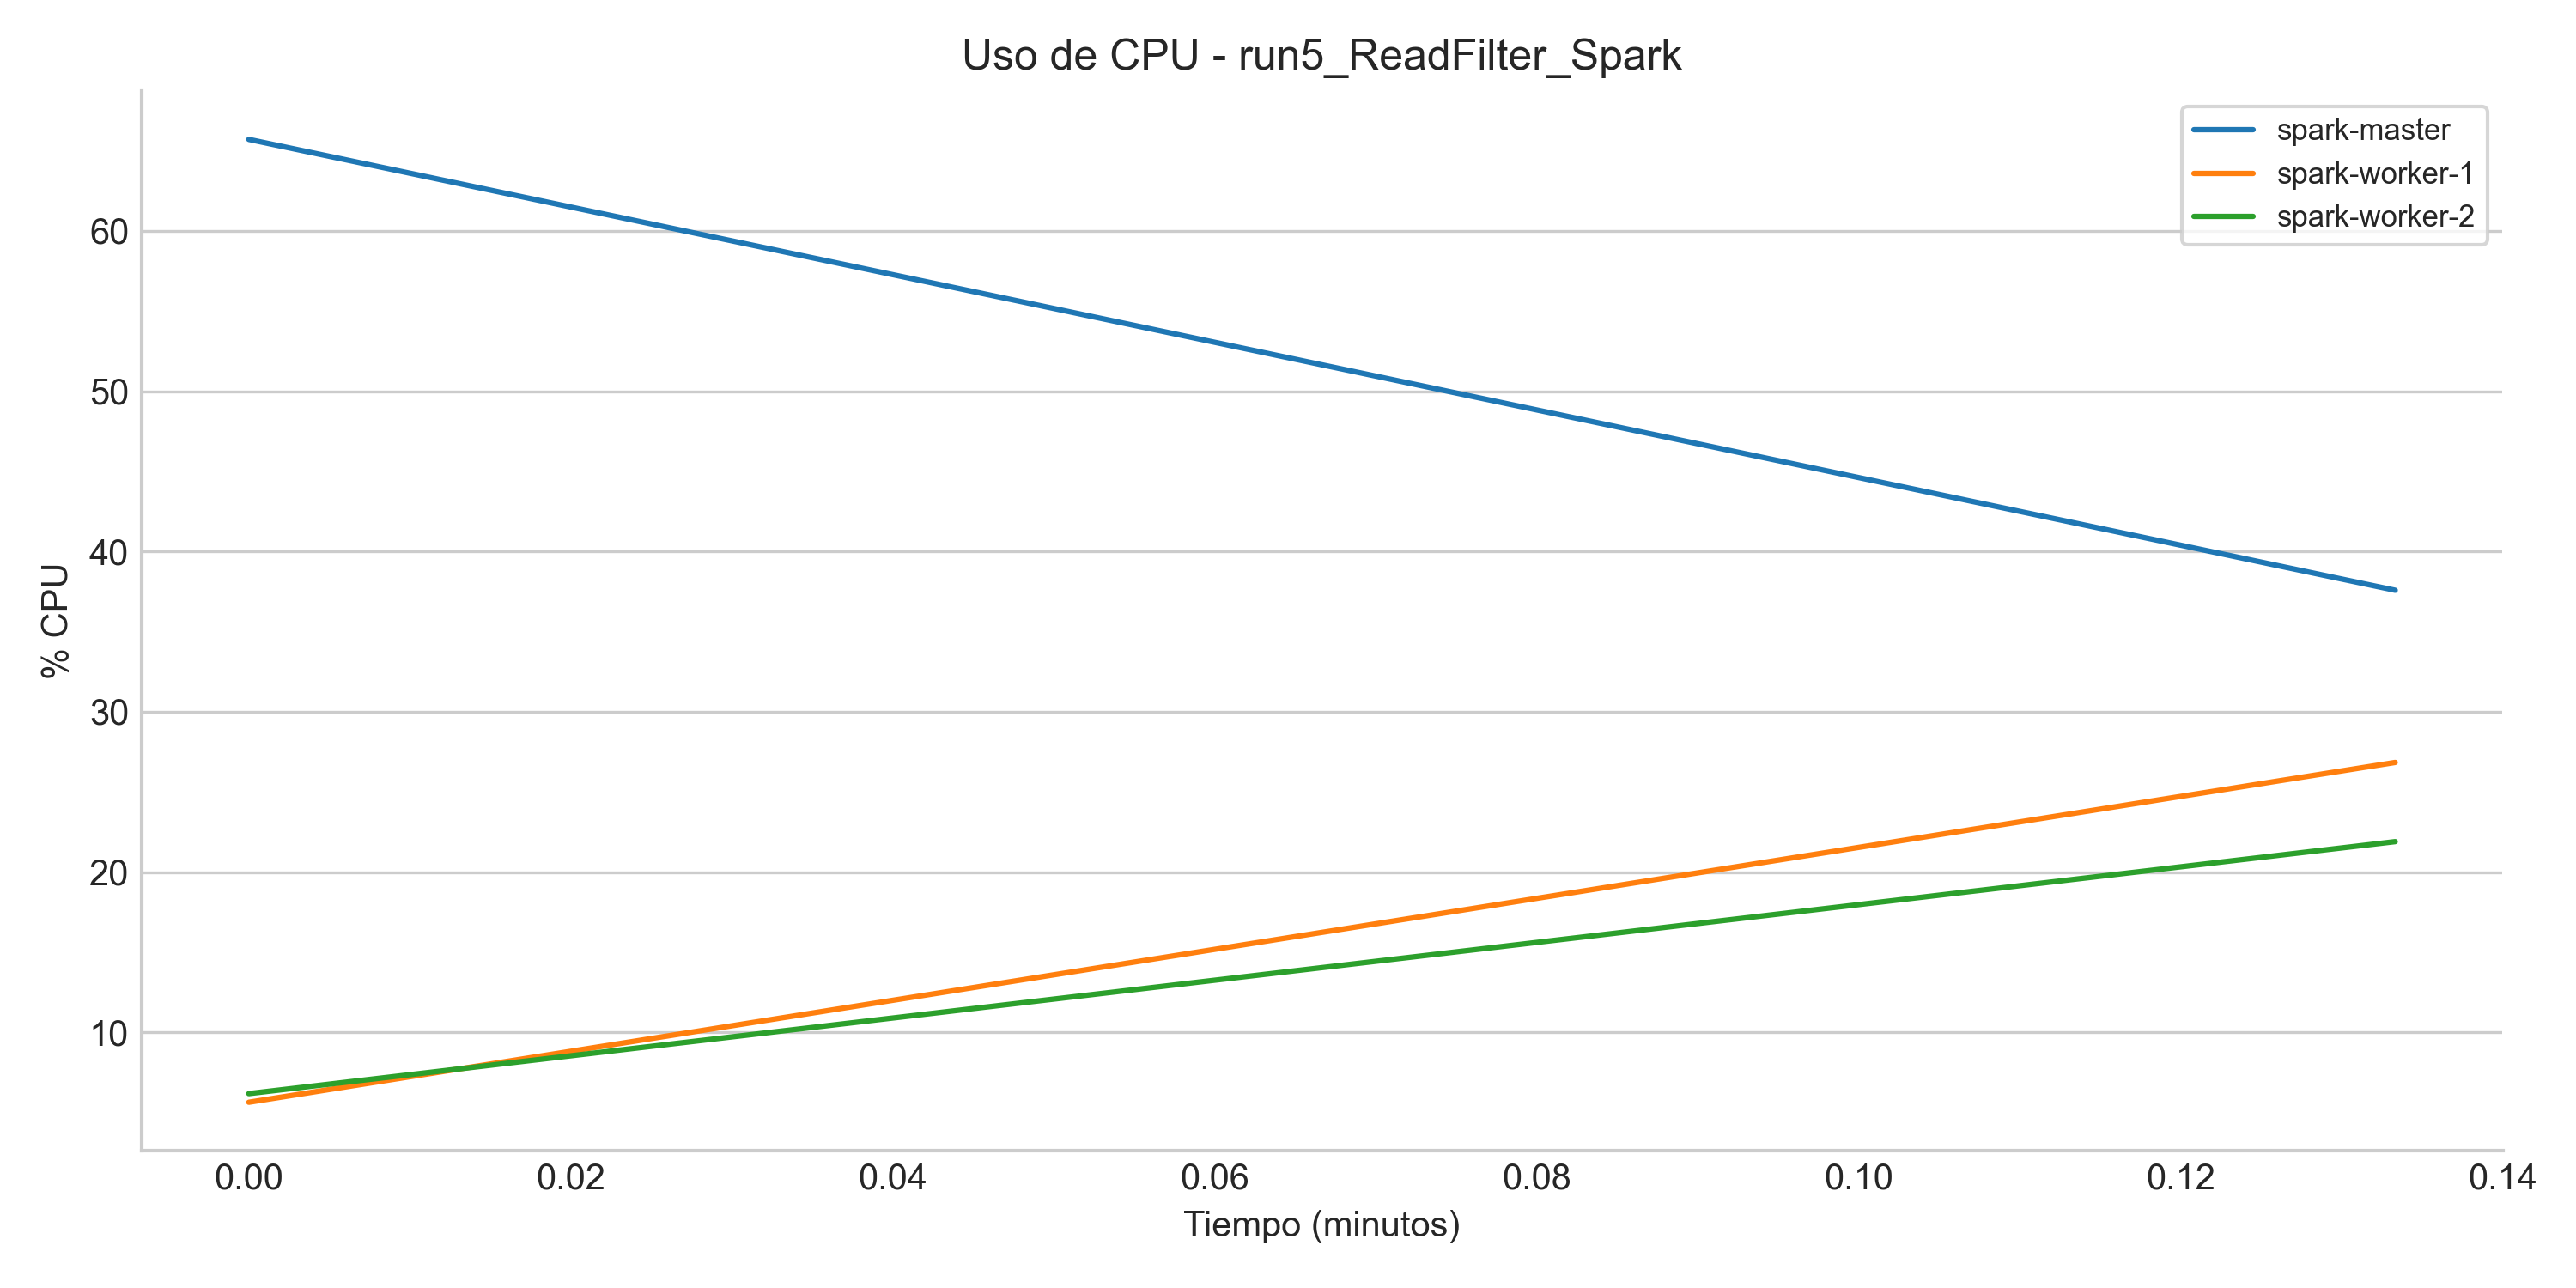 Uso de CPU - run5_ReadFilter_Spark
spark-master
spark-worker-1
spark-worker-2
% CPU
60
50
40
30
20
10
0.00 0.02 0.04 0.06 0.08 0.10 0.12 0.14
Tiempo (minutos)